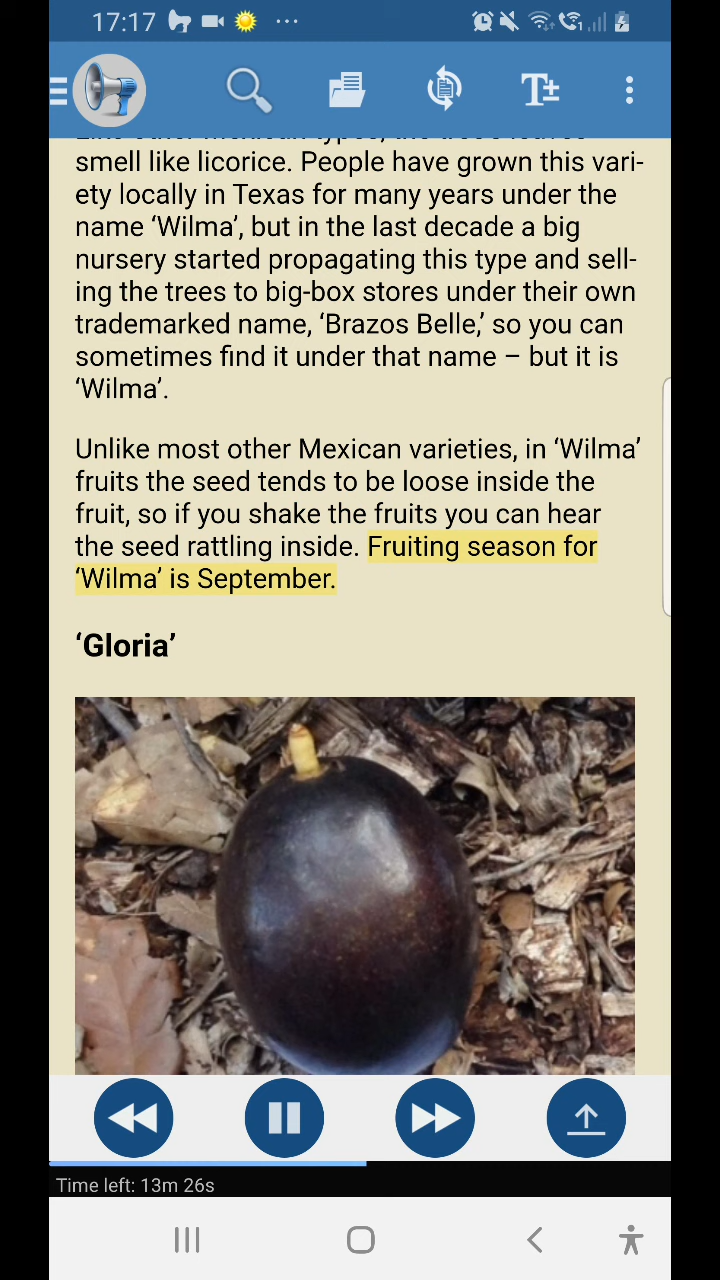 17:17
smell like licorice. People have grown this vari-
ety locally in Texas for many years under the
name ‘Wilma’, but in the last decade a big
nursery started propagating this type and sell-
ing the trees to big-box stores under their own
trademarked name, ‘Brazos Belle,’ so you can
sometimes find it under that name – but it is
‘Wilma’.
Unlike most other Mexican varieties, in ‘Wilma’
fruits the seed tends to be loose inside the
fruit, so if you shake the fruits you can hear
the seed rattling inside. Fruiting season for
‘Wilma’ is September.
‘Gloria’
Time left: 13m 26s